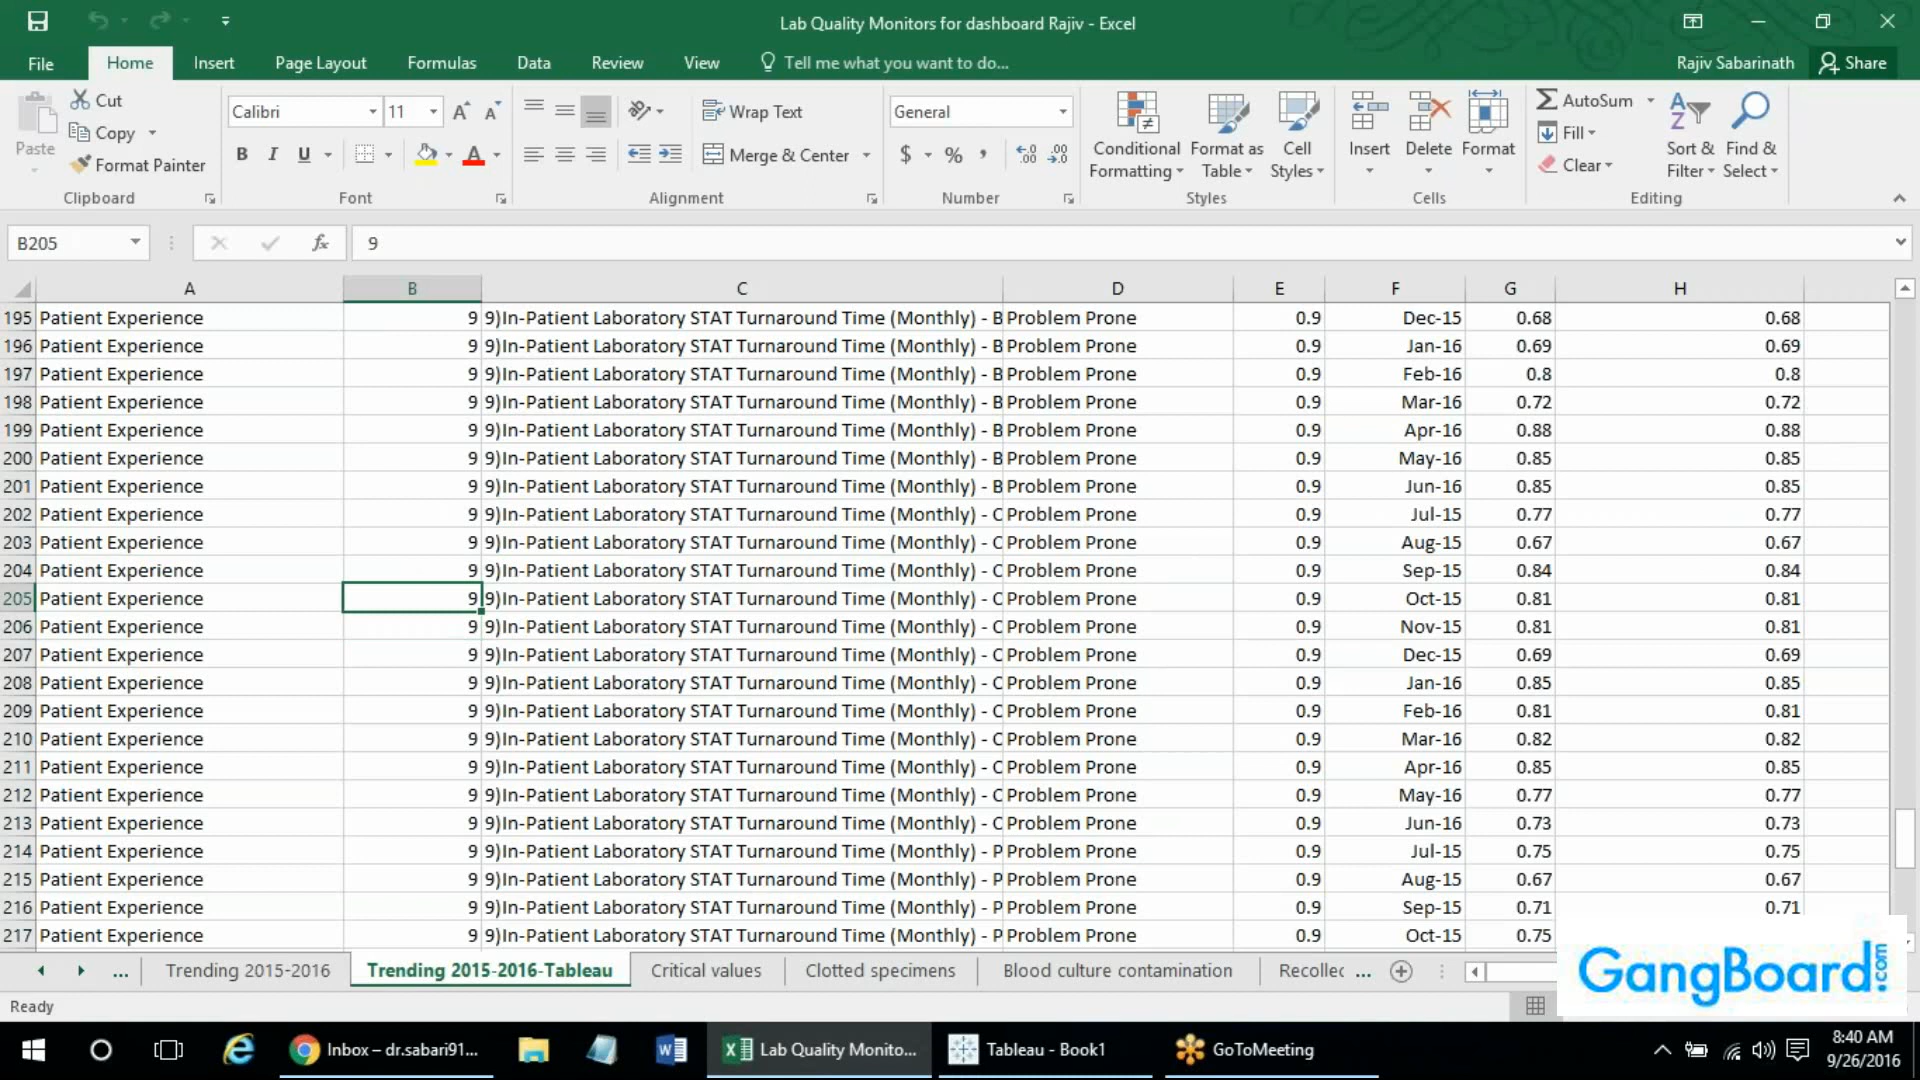 Lab Quality Monitors for dashboard Rajiv - Excel
File Home Insert Page Layout Formulas Data Review View Tell me what you want to do... Rajiv Sabarinath Share
Paste Cut Copy Format Painter Clipboard
Calibri 11 B I U A Font
Wrap Text Merge & Center Alignment
General $ % Number
Conditional Formatting Format as Table Cell Styles Styles
Insert Delete Format Cells
AutoSum Fill Clear Sort & Filter Find & Select Editing
B205 fx 9
A B C D E F G H
195 Patient Experience 9 9)In-Patient Laboratory STAT Turnaround Time (Monthly) - B Problem Prone 0.9 Dec-15 0.68 0.68
196 Patient Experience 9 9)In-Patient Laboratory STAT Turnaround Time (Monthly) - B Problem Prone 0.9 Jan-16 0.69 0.69
197 Patient Experience 9 9)In-Patient Laboratory STAT Turnaround Time (Monthly) - B Problem Prone 0.9 Feb-16 0.8 0.8
198 Patient Experience 9 9)In-Patient Laboratory STAT Turnaround Time (Monthly) - B Problem Prone 0.9 Mar-16 0.72 0.72
199 Patient Experience 9 9)In-Patient Laboratory STAT Turnaround Time (Monthly) - B Problem Prone 0.9 Apr-16 0.88 0.88
200 Patient Experience 9 9)In-Patient Laboratory STAT Turnaround Time (Monthly) - B Problem Prone 0.9 May-16 0.85 0.85
201 Patient Experience 9 9)In-Patient Laboratory STAT Turnaround Time (Monthly) - B Problem Prone 0.9 Jun-16 0.85 0.85
202 Patient Experience 9 9)In-Patient Laboratory STAT Turnaround Time (Monthly) - C Problem Prone 0.9 Jul-15 0.77 0.77
203 Patient Experience 9 9)In-Patient Laboratory STAT Turnaround Time (Monthly) - C Problem Prone 0.9 Aug-15 0.67 0.67
204 Patient Experience 9 9)In-Patient Laboratory STAT Turnaround Time (Monthly) - C Problem Prone 0.9 Sep-15 0.84 0.84
205 Patient Experience 9 9)In-Patient Laboratory STAT Turnaround Time (Monthly) - C Problem Prone 0.9 Oct-15 0.81 0.81
206 Patient Experience 9 9)In-Patient Laboratory STAT Turnaround Time (Monthly) - C Problem Prone 0.9 Nov-15 0.81 0.81
207 Patient Experience 9 9)In-Patient Laboratory STAT Turnaround Time (Monthly) - C Problem Prone 0.9 Dec-15 0.69 0.69
208 Patient Experience 9 9)In-Patient Laboratory STAT Turnaround Time (Monthly) - C Problem Prone 0.9 Jan-16 0.85 0.85
209 Patient Experience 9 9)In-Patient Laboratory STAT Turnaround Time (Monthly) - C Problem Prone 0.9 Feb-16 0.81 0.81
210 Patient Experience 9 9)In-Patient Laboratory STAT Turnaround Time (Monthly) - C Problem Prone 0.9 Mar-16 0.82 0.82
211 Patient Experience 9 9)In-Patient Laboratory STAT Turnaround Time (Monthly) - C Problem Prone 0.9 Apr-16 0.85 0.85
212 Patient Experience 9 9)In-Patient Laboratory STAT Turnaround Time (Monthly) - C Problem Prone 0.9 May-16 0.77 0.77
213 Patient Experience 9 9)In-Patient Laboratory STAT Turnaround Time (Monthly) - C Problem Prone 0.9 Jun-16 0.73 0.73
214 Patient Experience 9 9)In-Patient Laboratory STAT Turnaround Time (Monthly) - P Problem Prone 0.9 Jul-15 0.75 0.75
215 Patient Experience 9 9)In-Patient Laboratory STAT Turnaround Time (Monthly) - P Problem Prone 0.9 Aug-15 0.67 0.67
216 Patient Experience 9 9)In-Patient Laboratory STAT Turnaround Time (Monthly) - P Problem Prone 0.9 Sep-15 0.71 0.71
217 Patient Experience 9 9)In-Patient Laboratory STAT Turnaround Time (Monthly) - P Problem Prone 0.9 Oct-15 0.75
... Trending 2015-2016 Trending 2015-2016-Tableau Critical values Clotted specimens Blood culture contamination Recollec ...
GangBoard.com
Ready
Inbox – dr.sabari91... Lab Quality Monito... Tableau - Book1 GoToMeeting 8:40 AM
9/26/2016